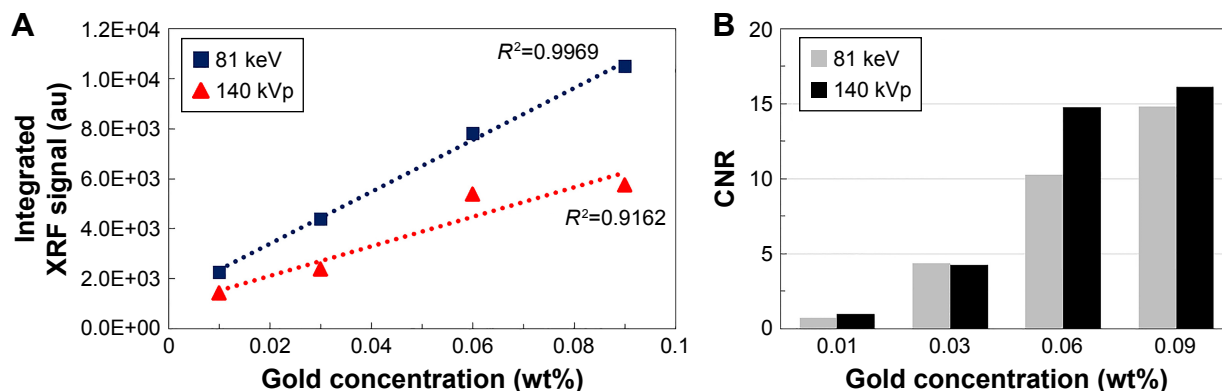 A
Integrated
XRF signal (au)
1.2E+04
1.0E+04
8.0E+03
6.0E+03
4.0E+03
2.0E+03
0.0E+03
81 keV
140 kVp
R²=0.9969
R²=0.9162
0 0.02 0.04 0.06 0.08 0.1
Gold concentration (wt%)
B
CNR
20
15
10
5
0
81 keV
140 kVp
0.01 0.03 0.06 0.09
Gold concentration (wt%)